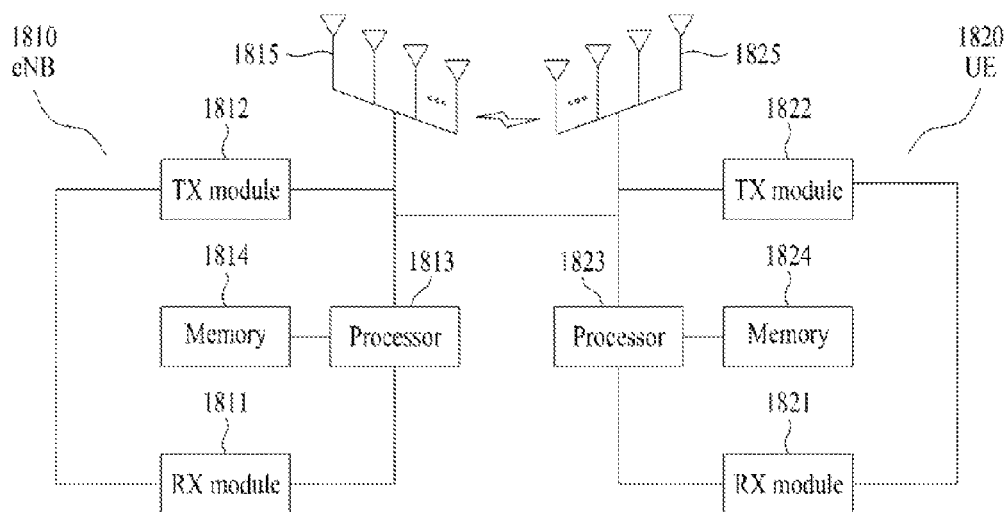 1810
eNB
1815
1825
1820
UE
1812
1822
TX module
TX module
1814
1813
1823
1824
Memory
Processor
Processor
Memory
1811
1821
RX module
RX module